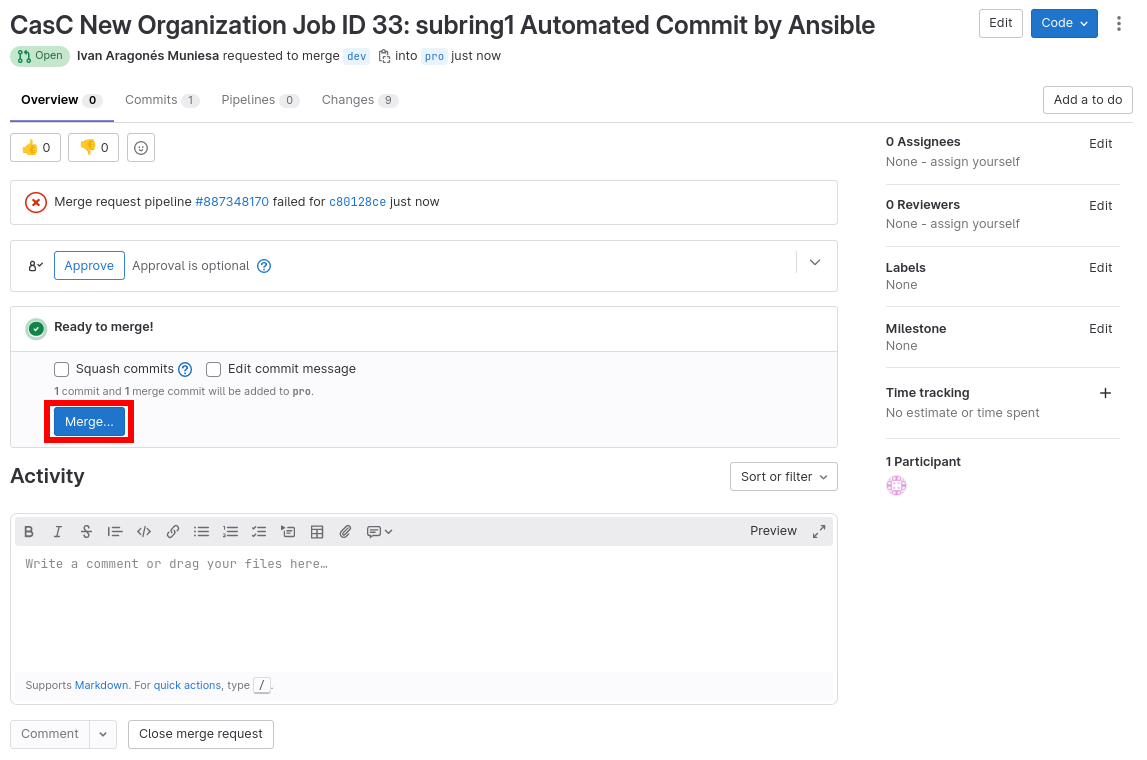 CasC New Organization Job ID 33: subring1 Automated Commit by Ansible
Edit
Code
Open Ivan Aragonés Muniesa requested to merge dev into pro just now
Overview 0 Commits 1 Pipelines 0 Changes 9
Add a to do
👍 0 👎 0
Merge request pipeline #887348170 failed for c80128ce just now
Approve Approval is optional
Ready to merge!
Squash commits Edit commit message
1 commit and 1 merge commit will be added to pro.
Merge...
Activity
Sort or filter
Preview
Write a comment or drag your files here…
Supports Markdown. For quick actions, type /.
Comment
Close merge request
0 Assignees
Edit
None - assign yourself
0 Reviewers
Edit
None - assign yourself
Labels
Edit
None
Milestone
Edit
None
Time tracking
+
No estimate or time spent
1 Participant